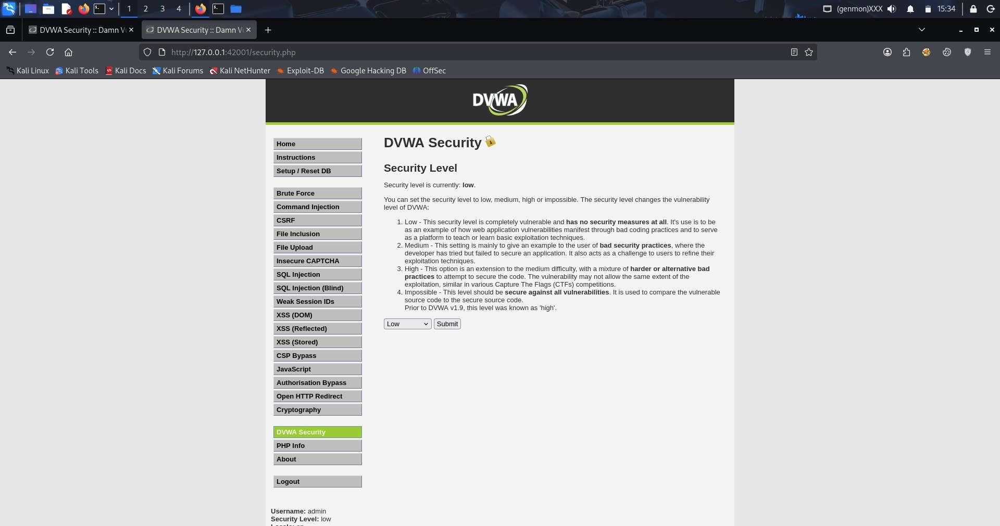 1 2 3 4 (genmon)XXX 15:34
DVWA Security :: Damn Vu DVWA Security :: Damn Vu
http://127.0.0.1:42001/security.php
Kali Linux Kali Tools Kali Docs Kali Forums Kali NetHunter Exploit-DB Google Hacking DB OffSec
DVWA
Home
Instructions
Setup / Reset DB
Brute Force
Command Injection
CSRF
File Inclusion
File Upload
Insecure CAPTCHA
SQL Injection
SQL Injection (Blind)
Weak Session IDs
XSS (DOM)
XSS (Reflected)
XSS (Stored)
CSP Bypass
JavaScript
Authorisation Bypass
Open HTTP Redirect
Cryptography
DVWA Security
PHP Info
About
Logout
Username: admin
Security Level: low
DVWA Security
Security Level
Security level is currently: low.
You can set the security level to low, medium, high or impossible. The security level changes the vulnerability
level of DVWA:
1. Low - This security level is completely vulnerable and has no security measures at all. It's use is to be
as an example of how web application vulnerabilities manifest through bad coding practices and to serve
as a platform to teach or learn basic exploitation techniques.
2. Medium - This setting is mainly to give an example to the user of bad security practices, where the
developer has tried but failed to secure an application. It also acts as a challenge to users to refine their
exploitation techniques.
3. High - This option is an extension to the medium difficulty, with a mixture of harder or alternative bad
practices to attempt to secure the code. The vulnerability may not allow the same extent of the
exploitation, similar in various Capture The Flags (CTFs) competitions.
4. Impossible - This level should be secure against all vulnerabilities. It is used to compare the vulnerable
source code to the secure source code.
Prior to DVWA v1.9, this level was known as 'high'.
Low Submit